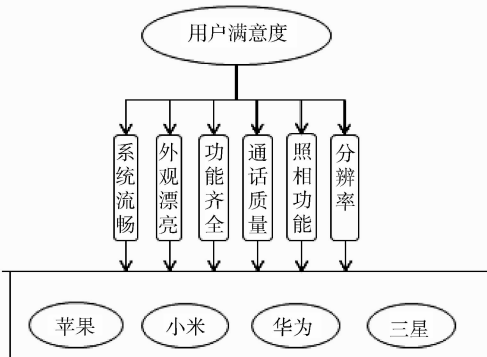 用户满意度
系统流畅
外观漂亮
功能齐全
通话质量
照相功能
分辨率
苹果
小米
华为
三星